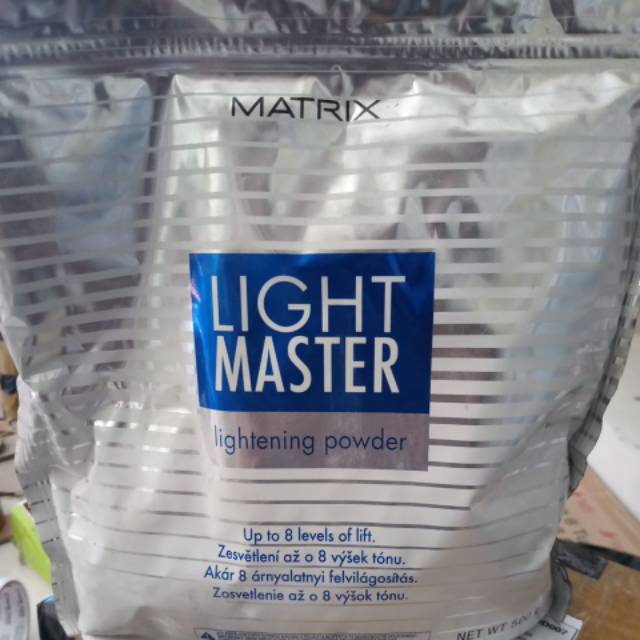 MATRIX
LIGHT
MASTER
lightening powder
Up to 8 levels of lift.
Zesvětlení až o 8 výšek tónu.
Akár 8 árnyalatnyi felvilágosítás.
Zosvetlenie až o 8 výšok tónu.
NET WT 500